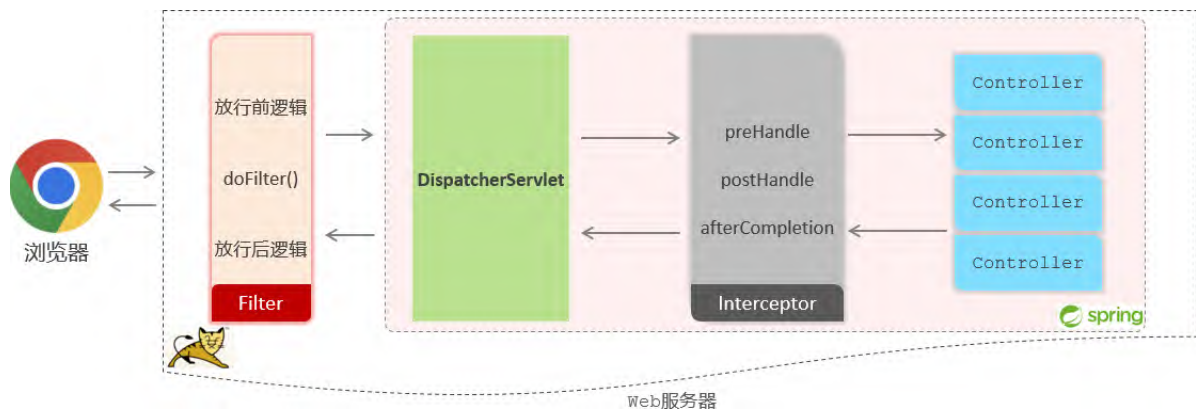 浏览器
放行前逻辑
doFilter()
放行后逻辑
Filter
DispatcherServlet
preHandle
postHandle
afterCompletion
Interceptor
Controller
Controller
Controller
Controller
spring
Web服务器